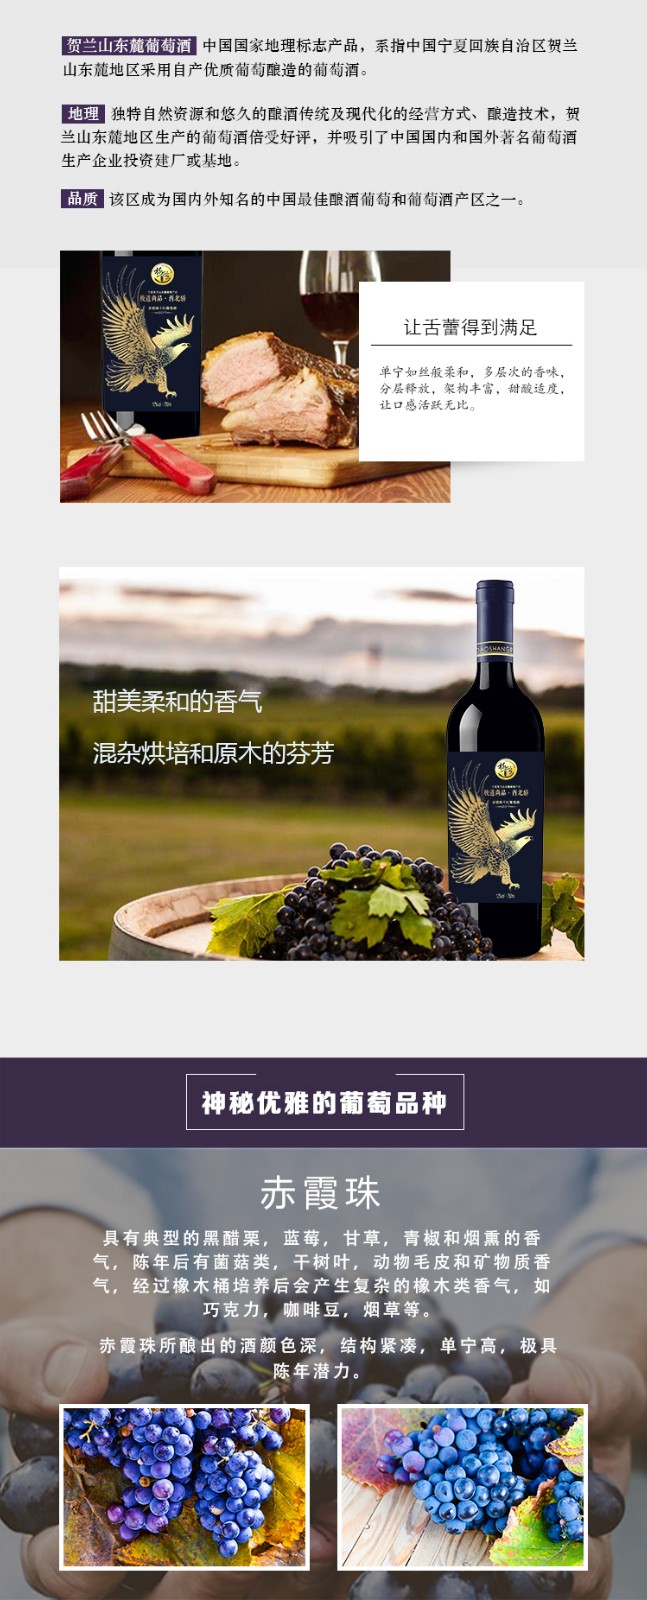 贺兰山东麓葡萄酒 中国国家地理标志产品，系指中国宁夏回族自治区贺兰
山东麓地区采用自产优质葡萄酿造的葡萄酒。
地理 独特自然资源和悠久的酿酒传统及现代化的经营方式、酿造技术，贺
兰山东麓地区生产的葡萄酒倍受好评，并吸引了中国国内和国外著名葡萄酒
生产企业投资建厂或基地。
品质 该区成为国内外知名的中国最佳酿酒葡萄和葡萄酒产区之一。
让舌蕾得到满足
单宁如丝般柔和，多层次的香味，
分层释放，架构丰富，甜酸适度，
让口感活跃无比。
甜美柔和的香气
混杂烘培和原木的芬芳
神秘优雅的葡萄品种
赤霞珠
具有典型的黑醋栗，蓝莓，甘草，青椒和烟熏的香
气，陈年后有菌菇类，干树叶，动物毛皮和矿物质香
气，经过橡木桶培养后会产生复杂的橡木类香气，如
巧克力，咖啡豆，烟草等。
赤霞珠所酿出的酒颜色深，结构紧凑，单宁高，极具
陈年潜力。